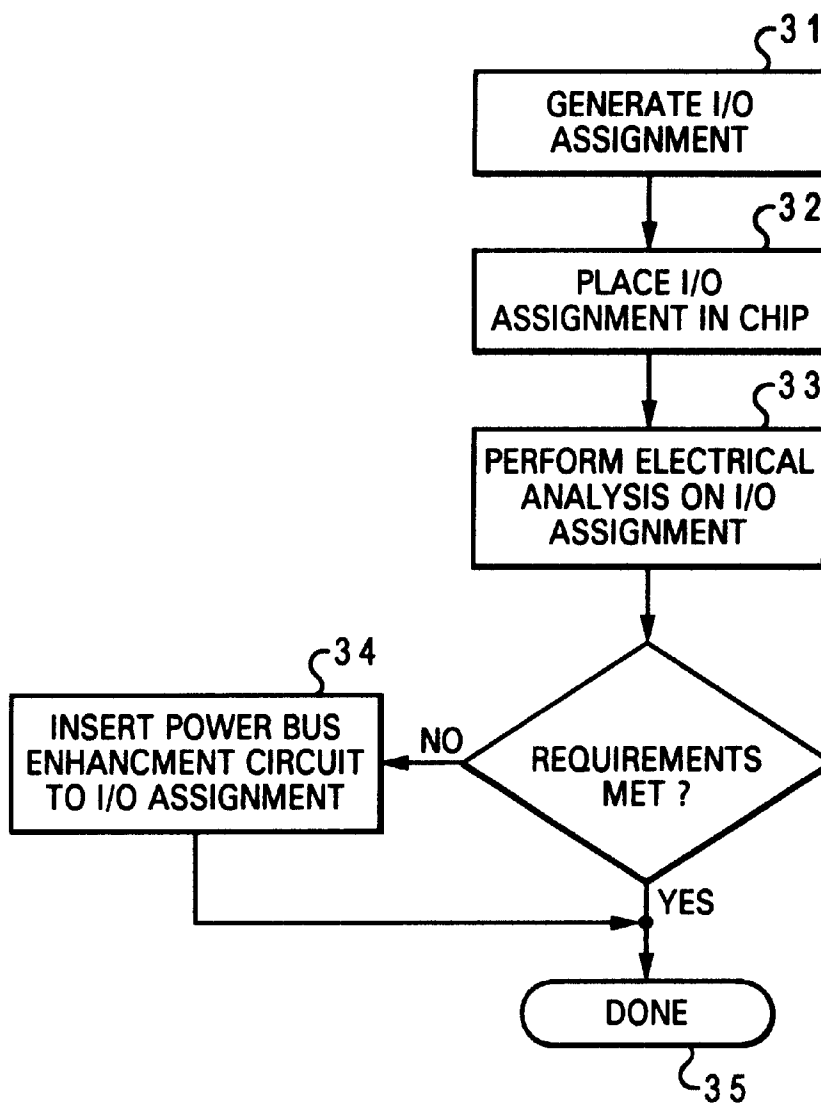 31
GENERATE I/O
ASSIGNMENT
32
PLACE I/O
ASSIGNMENT IN CHIP
33
PERFORM ELECTRICAL
ANALYSIS ON I/O
ASSIGNMENT
34
INSERT POWER BUS
ENHANCMENT CIRCUIT
TO I/O ASSIGNMENT
NO
REQUIREMENTS
MET ?
YES
DONE
35